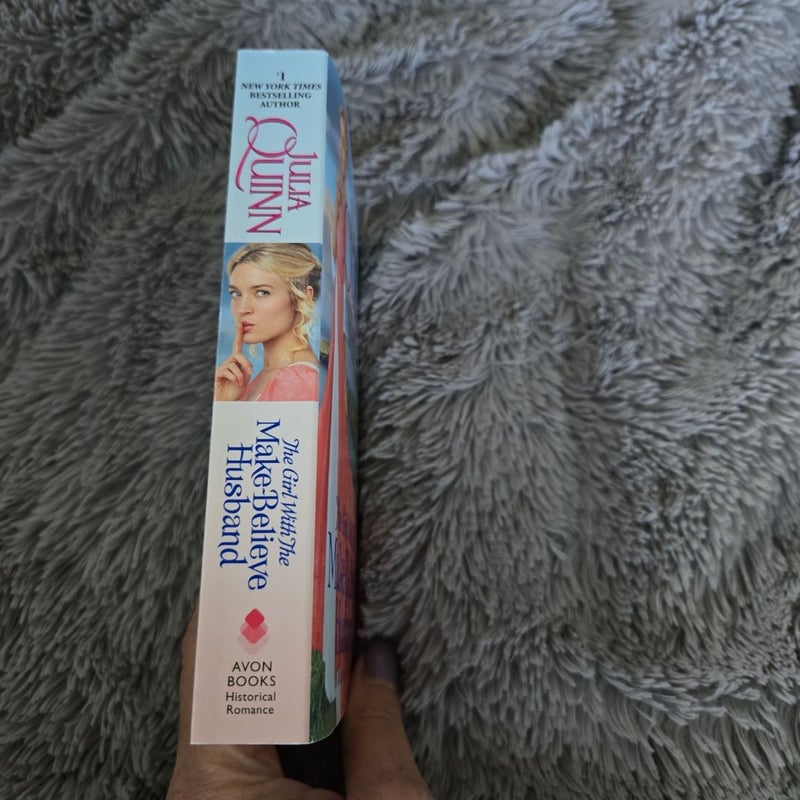 #1
NEW YORK TIMES
BESTSELLING
AUTHOR
JULIA
QUINN
The Girl With The
Make-Believe
Husband
AVON
BOOKS
Historical
Romance